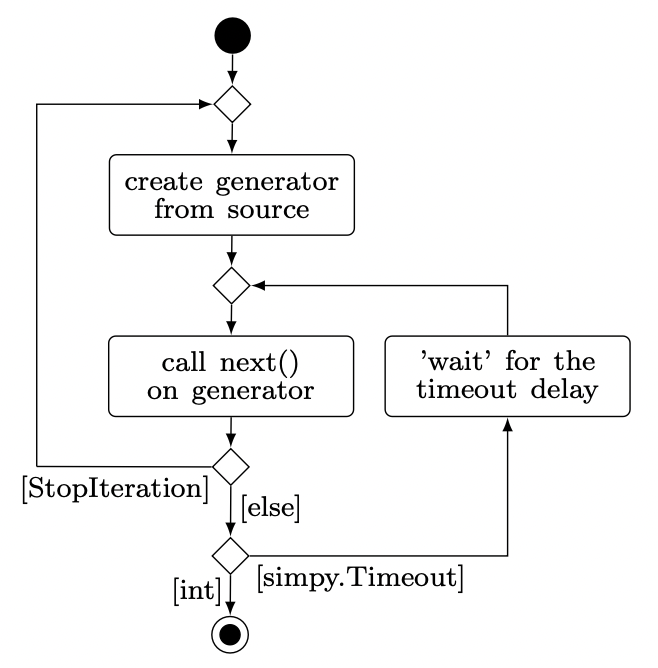 create generator
from source
call next()
on generator
'wait' for the
timeout delay
[StopIteration]
[else]
[simpy.Timeout]
[int]